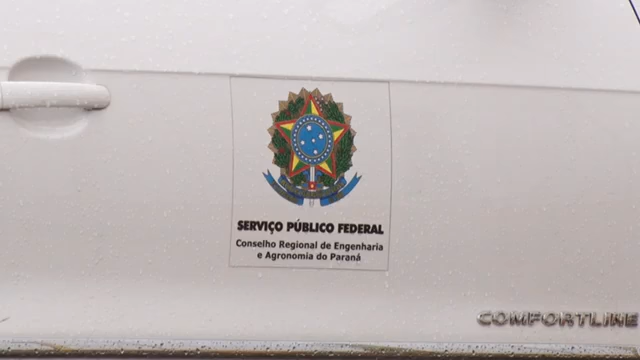 SERVIÇO PÚBLICO FEDERAL
Conselho Regional de Engenharia
e Agronomia do Paraná
COMFORTLINE